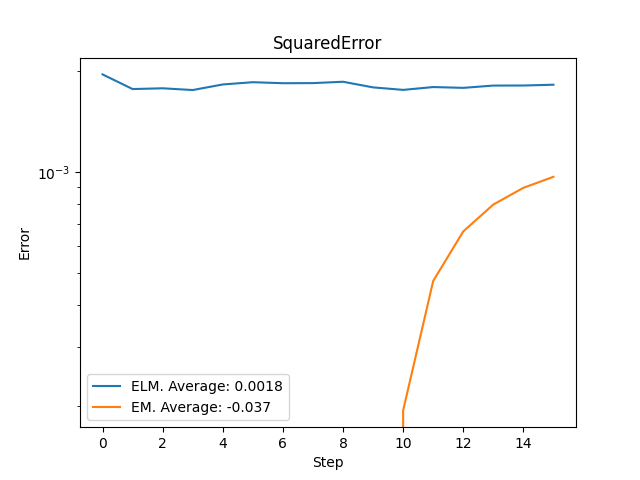 SquaredError
10⁻³
Error
ELM. Average: 0.0018
EM. Average: -0.037
0 2 4 6 8 10 12 14
Step